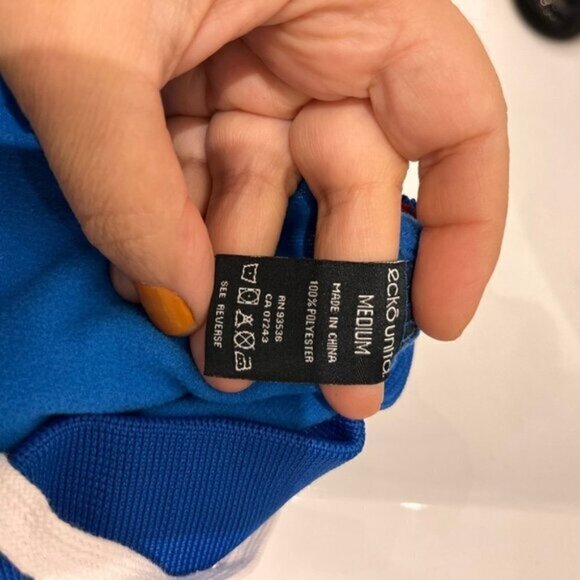 eckō unltd.
MEDIUM
MADE IN CHINA
100% POLYESTER
RN 93536
CA 07243
SEE REVERSE